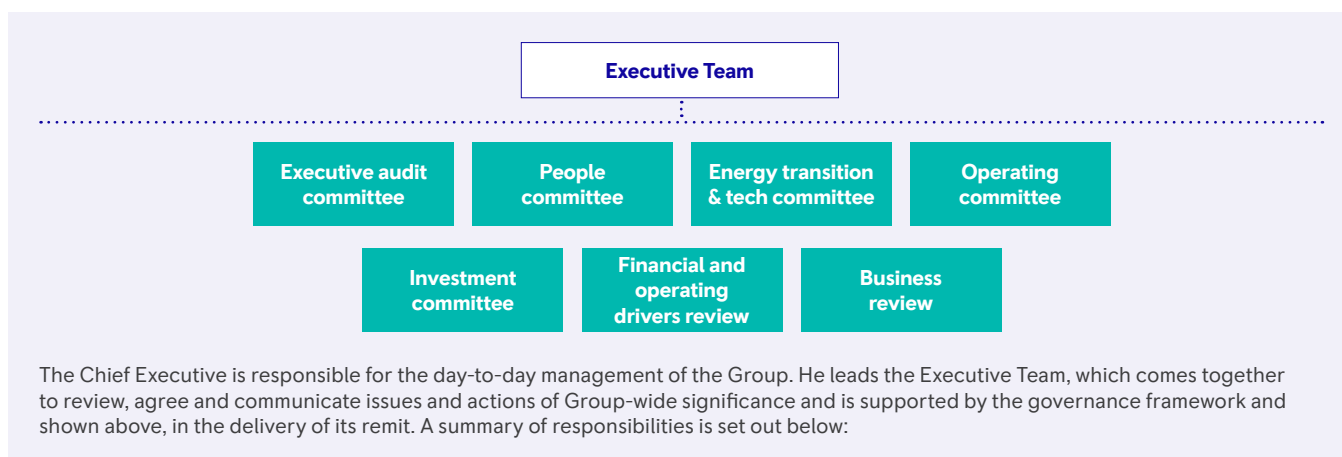 Executive Team
Executive audit
committee
People
committee
Energy transition
& tech committee
Operating
committee
Investment
committee
Financial and
operating
drivers review
Business
review
The Chief Executive is responsible for the day-to-day management of the Group. He leads the Executive Team, which comes together
to review, agree and communicate issues and actions of Group-wide significance and is supported by the governance framework and
shown above, in the delivery of its remit. A summary of responsibilities is set out below: